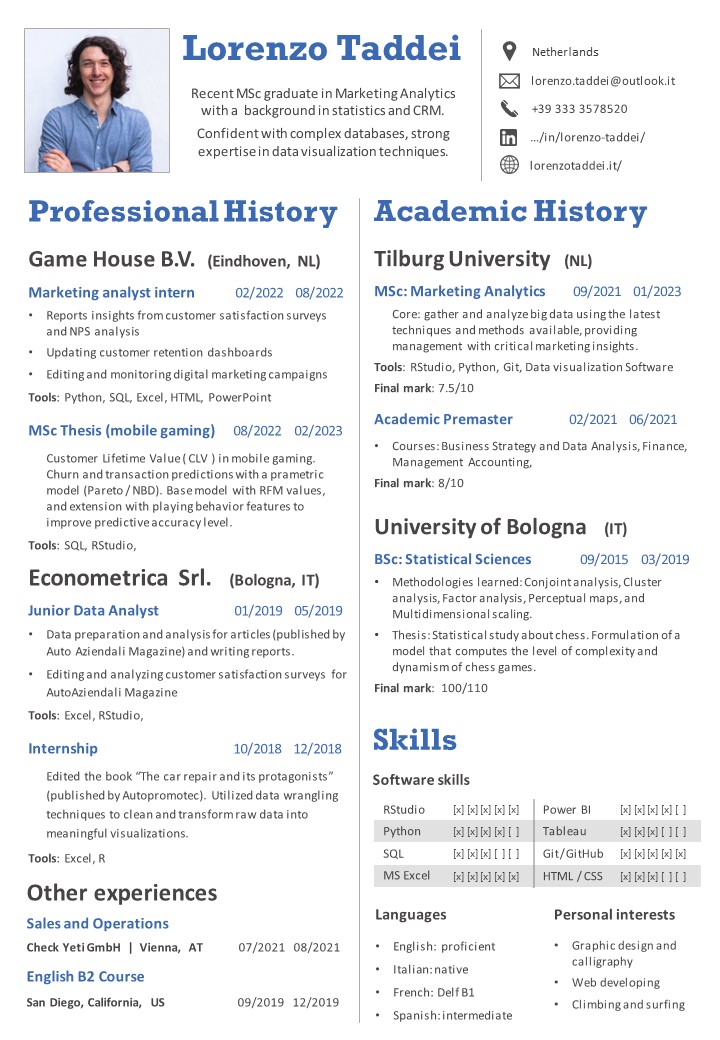 Lorenzo Taddei
Recent MSc graduate in Marketing Analytics
with a background in statistics and CRM.
Confident with complex databases, strong
expertise in data visualization techniques.
Netherlands
lorenzo.taddei@outlook.it
+39 333 3578520
in
.../in/lorenzo-taddei/
lorenzotaddei.it/
Professional History
Game House B.V. (Eindhoven, NL)
Marketing analyst intern 02/2022 08/2022
• Reports insights from customer satisfaction surveys
and NPS analysis
• Updating customer retention dashboards
• Editing and monitoring digital marketing campaigns
Tools: Python, SQL, Excel, HTML, PowerPoint
MSc Thesis (mobile gaming) 08/2022 02/2023
Customer Lifetime Value ( CLV ) in mobile gaming.
Churn and transaction predictions with a prametric
model (Pareto / NBD). Base model with RFM values,
and extension with playing behavior features to
improve predictive accuracy level.
Tools: SQL, RStudio,
Econometrica Srl. (Bologna, IT)
Junior Data Analyst 01/2019 05/2019
• Data preparation and analysis for articles (published by
Auto Aziendali Magazine) and writing reports.
• Editing and analyzing customer satisfaction surveys for
AutoAziendali Magazine
Tools: Excel, RStudio,
Internship 10/2018 12/2018
Edited the book “The car repair and its protagonists”
(published by Autopromotec). Utilized data wrangling
techniques to clean and transform raw data into
meaningful visualizations.
Tools: Excel, R
Other experiences
Sales and Operations
Check Yeti GmbH | Vienna, AT 07/2021 08/2021
English B2 Course
San Diego, California, US 09/2019 12/2019
Academic History
Tilburg University (NL)
MSc: Marketing Analytics 09/2021 01/2023
Core: gather and analyze big data using the latest
techniques and methods available, providing
management with critical marketing insights.
Tools: RStudio, Python, Git, Data visualization Software
Final mark: 7.5/10
Academic Premaster 02/2021 06/2021
• Courses: Business Strategy and Data Analysis, Finance,
Management Accounting,
Final mark: 8/10
University of Bologna (IT)
BSc: Statistical Sciences 09/2015 03/2019
• Methodologies learned: Conjoint analysis, Cluster
analysis, Factor analysis, Perceptual maps, and
Multidimensional scaling.
• Thesis: Statistical study about chess. Formulation of a
model that computes the level of complexity and
dynamism of chess games.
Final mark: 100/110
Skills
Software skills
RStudio [x] [x] [x] [x] [x] Power BI [x] [x] [x] [x] [ ]
Python [x] [x] [x] [x] [ ] Tableau [x] [x] [x] [ ] [ ]
SQL [x] [x] [x] [ ] [ ] Git/GitHub [x] [x] [x] [x] [x]
MS Excel [x] [x] [x] [x] [x] HTML / CSS [x] [x] [x] [ ] [ ]
Languages
• English: proficient
• Italian: native
• French: Delf B1
• Spanish: intermediate
Personal interests
• Graphic design and
calligraphy
• Web developing
• Climbing and surfing